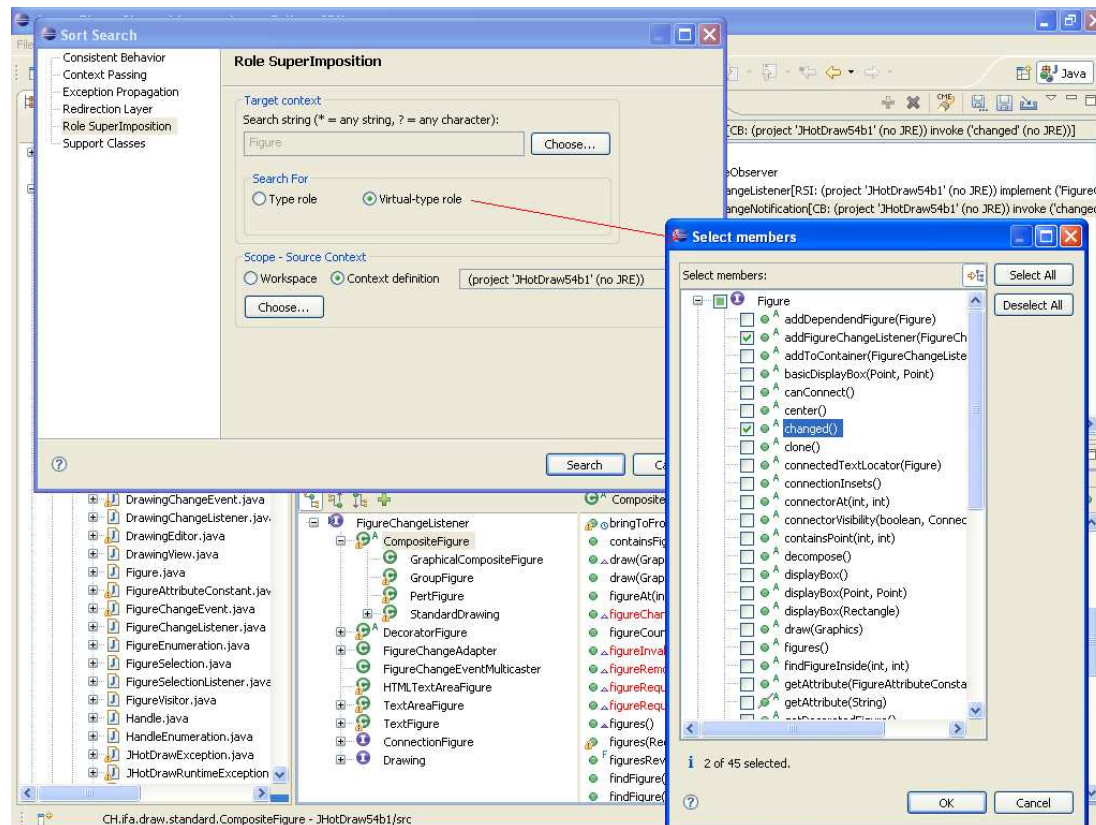 Sort Search
File
Consistent Behavior
Context Passing
Exception Propagation
Redirection Layer
Role SuperImposition
Support Classes
Role SuperImposition
Target context
Search string (* = any string, ? = any character):
Figure
Choose...
Search For
Type role
Virtual-type role
Scope - Source Context
Workspace
Context definition
(project 'JHotDraw54b1' (no JRE))
Choose...
Search
Ca
Java
CME
[CB: (project 'JHotDraw54b1' (no JRE)) invoke ('changed' (no JRE))]
eObserver
angeListener[RSI: (project 'JHotDraw54b1' (no JRE)) implement ('Figure
angeNotification[CB: (project 'JHotDraw54b1' (no JRE)) invoke ('change
Select members
Select members:
Select All
Deselect All
Figure
addDependendFigure(Figure)
addFigureChangeListener(FigureCh
addToContainer(FigureChangeListe
basicDisplayBox(Point, Point)
canConnect()
center()
changed()
clone()
connectedTextLocator(Figure)
connectionInsets()
connectorAt(int, int)
connectorVisibility(boolean, Connec
containsPoint(int, int)
decompose()
displayBox()
displayBox(Point, Point)
displayBox(Rectangle)
draw(Graphics)
figures()
findFigureInside(int, int)
getAttribute(FigureAttributeConsta
getAttribute(String)
2 of 45 selected.
OK
Cancel
DrawingChangeEvent.java
DrawingChangeListener.jav
DrawingEditor.java
DrawingView.java
Figure.java
FigureAttributeConstant.jav
FigureChangeEvent.java
FigureChangeListener.java
FigureEnumeration.java
FigureSelection.java
FigureSelectionListener.java
FigureVisitor.java
Handle.java
HandleEnumeration.java
JHotDrawException.java
JHotDrawRuntimeException
FigureChangeListener
CompositeFigure
GraphicalCompositeFigure
GroupFigure
PertFigure
StandardDrawing
DecoratorFigure
FigureChangeAdapter
FigureChangeEventMulticaster
HTMLTextAreaFigure
TextAreaFigure
TextFigure
ConnectionFigure
Drawing
Composite
bringToFro
containsFig
draw(Grap
draw(Grap
figureAt(in
figureChan
figureCoun
figureInval
figureRemo
figureRequ
figureRequ
figures()
figures(Rec
figuresRev
findFigure(
findFigure(
CH.ifa.draw.standard.CompositeFigure - JHotDraw54b1/src